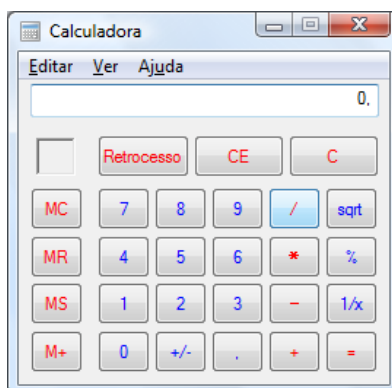 Calculadora
Editar Ver Ajuda
0,
Retrocesso CE C
MC 7 8 9 / sqrt
MR 4 5 6 * %
MS 1 2 3 - 1/x
M+ 0 +/- , + =